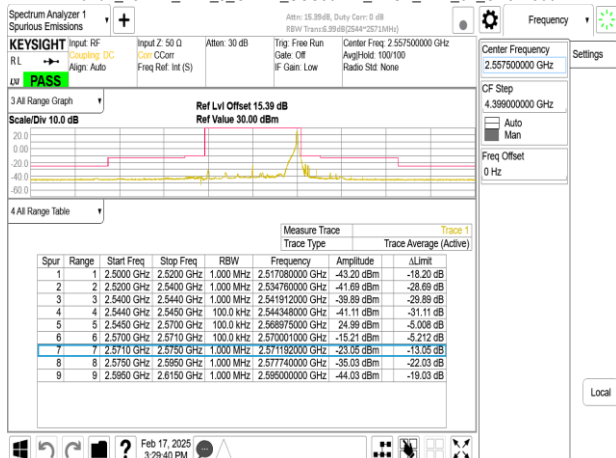 Spectrum Analyzer 1
Spurious Emissions
Attn: 15.39dB, Duty Corr: 0 dB
RBW Trans:6.99dB(2544~2571MHz)
Frequency
KEYSIGHT
Input: RF
Coupling: DC
Align: Auto
Input Z: 50 Ω
Corr CCorr
Freq Ref: Int (S)
Atten: 30 dB
Trig: Free Run
Gate: Off
IF Gain: Low
Center Freq: 2.557500000 GHz
Avg|Hold: 100/100
Radio Std: None
RL
LXI
PASS
Center Frequency
2.557500000 GHz
Settings
CF Step
4.399000000 GHz
Auto
Man
Freq Offset
0 Hz
3 All Range Graph
Ref Lvl Offset 15.39 dB
Scale/Div 10.0 dB
Ref Value 30.00 dBm
20.0
0.00
-20.0
-40.0
-60.0
4 All Range Table
Measure Trace Trace 1
Trace Type Trace Average (Active)
Spur Range Start Freq Stop Freq RBW Frequency Amplitude ΔLimit
1 1 2.5000 GHz 2.5200 GHz 1.000 MHz 2.517080000 GHz -43.20 dBm -18.20 dB
2 2 2.5200 GHz 2.5400 GHz 1.000 MHz 2.534760000 GHz -41.69 dBm -28.69 dB
3 3 2.5400 GHz 2.5440 GHz 1.000 MHz 2.541912000 GHz -39.89 dBm -29.89 dB
4 4 2.5440 GHz 2.5450 GHz 100.0 kHz 2.544348000 GHz -41.11 dBm -31.11 dB
5 5 2.5450 GHz 2.5700 GHz 100.0 kHz 2.568975000 GHz 24.99 dBm -5.008 dB
6 6 2.5700 GHz 2.5710 GHz 100.0 kHz 2.570001000 GHz -15.21 dBm -5.212 dB
7 7 2.5710 GHz 2.5750 GHz 1.000 MHz 2.571192000 GHz -23.05 dBm -13.05 dB
8 8 2.5750 GHz 2.5950 GHz 1.000 MHz 2.577740000 GHz -35.03 dBm -22.03 dB
9 9 2.5950 GHz 2.6150 GHz 1.000 MHz 2.595000000 GHz -44.03 dBm -19.03 dB
Local
Feb 17, 2025
3:29:40 PM